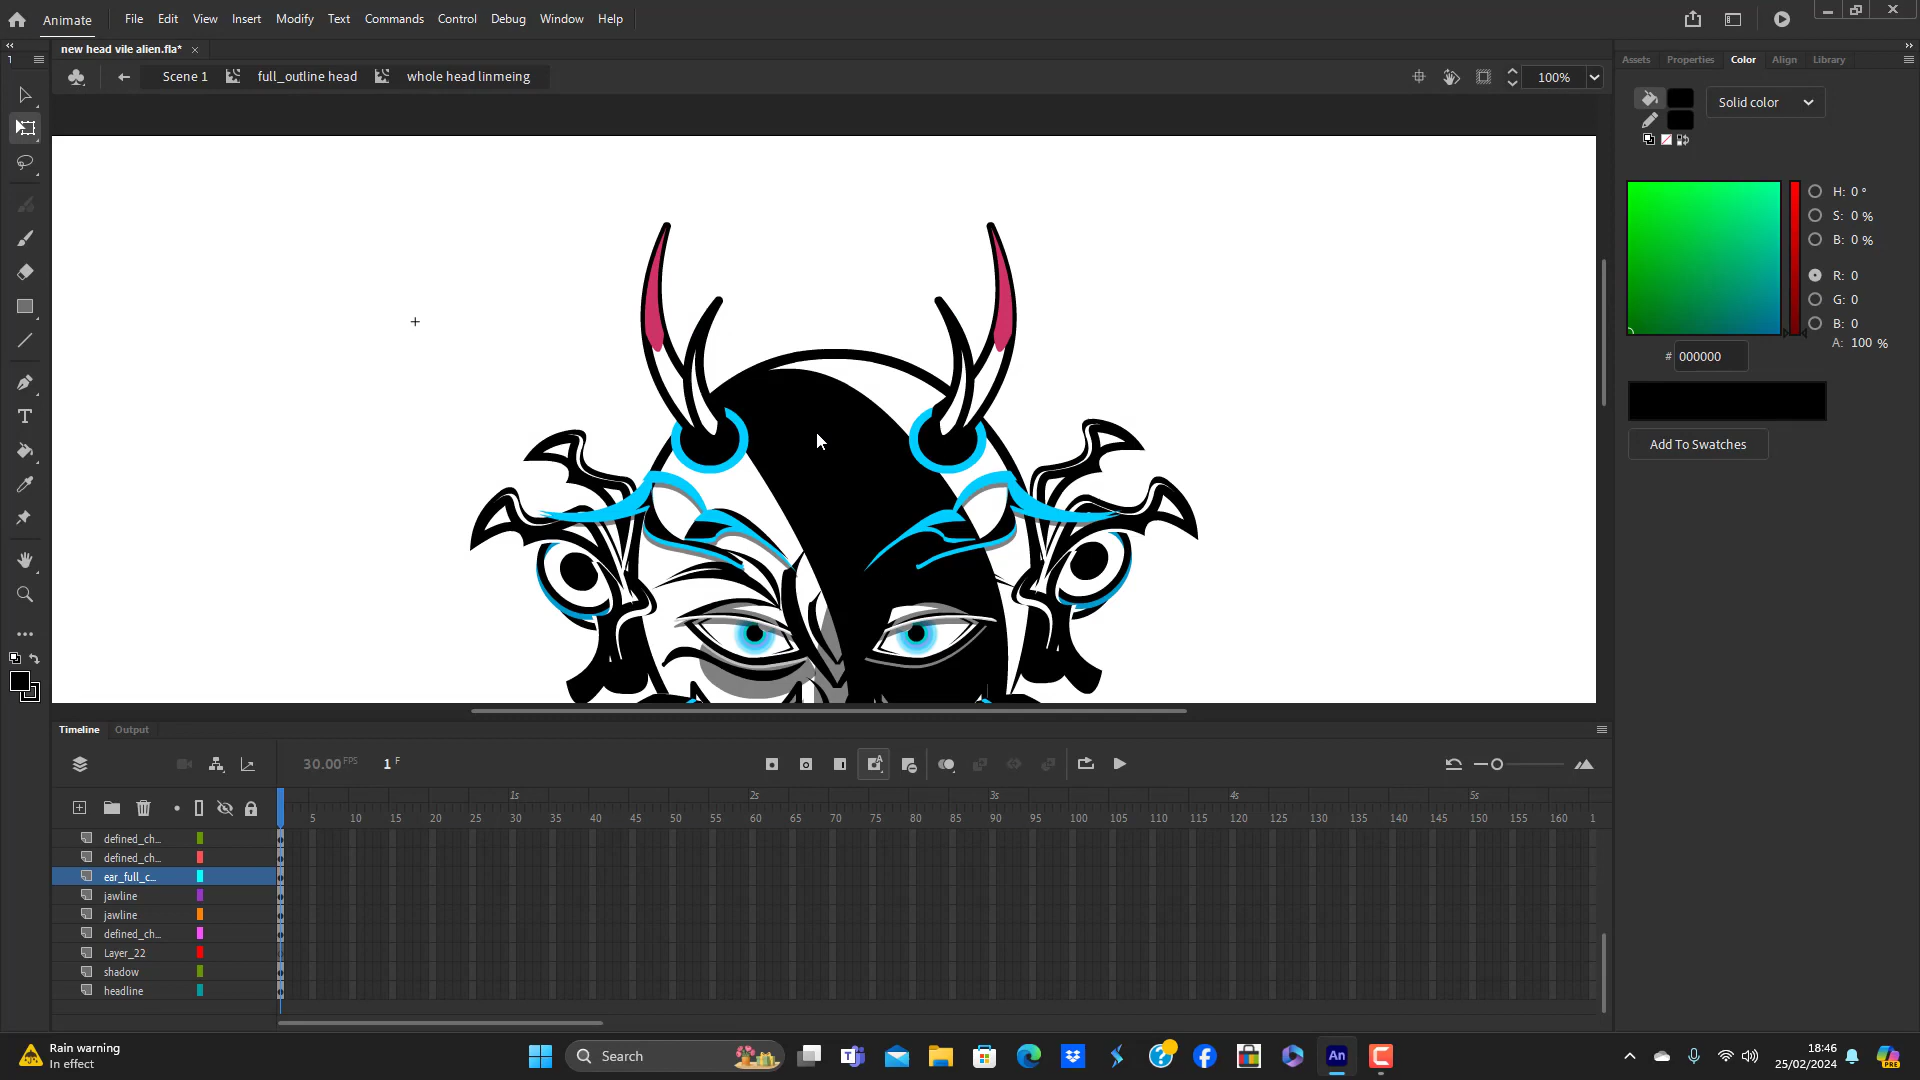 Animate File Edit View Insert Modify Text Commands Control Debug Window Help
new head vile alien.fla*
Scene 1 full_outline head whole head linmeing 100%
Assets Properties Color Align Library
Solid color
H: 0 °
S: 0 %
B: 0 %
R: 0
G: 0
B: 0
A: 100 %
# 000000
Add To Swatches
Timeline Output
30.00 FPS 1 F
1s 2s 3s 4s 5s
5 10 15 20 25 30 35 40 45 50 55 60 65 70 75 80 85 90 95 100 105 110 115 120 125 130 135 140 145 150 155 160 1
defined_ch...
defined_ch...
ear_full_c...
jawline
jawline
defined_ch...
Layer_22
shadow
headline
Rain warning
In effect
Search
An
18:46
25/02/2024
PRE